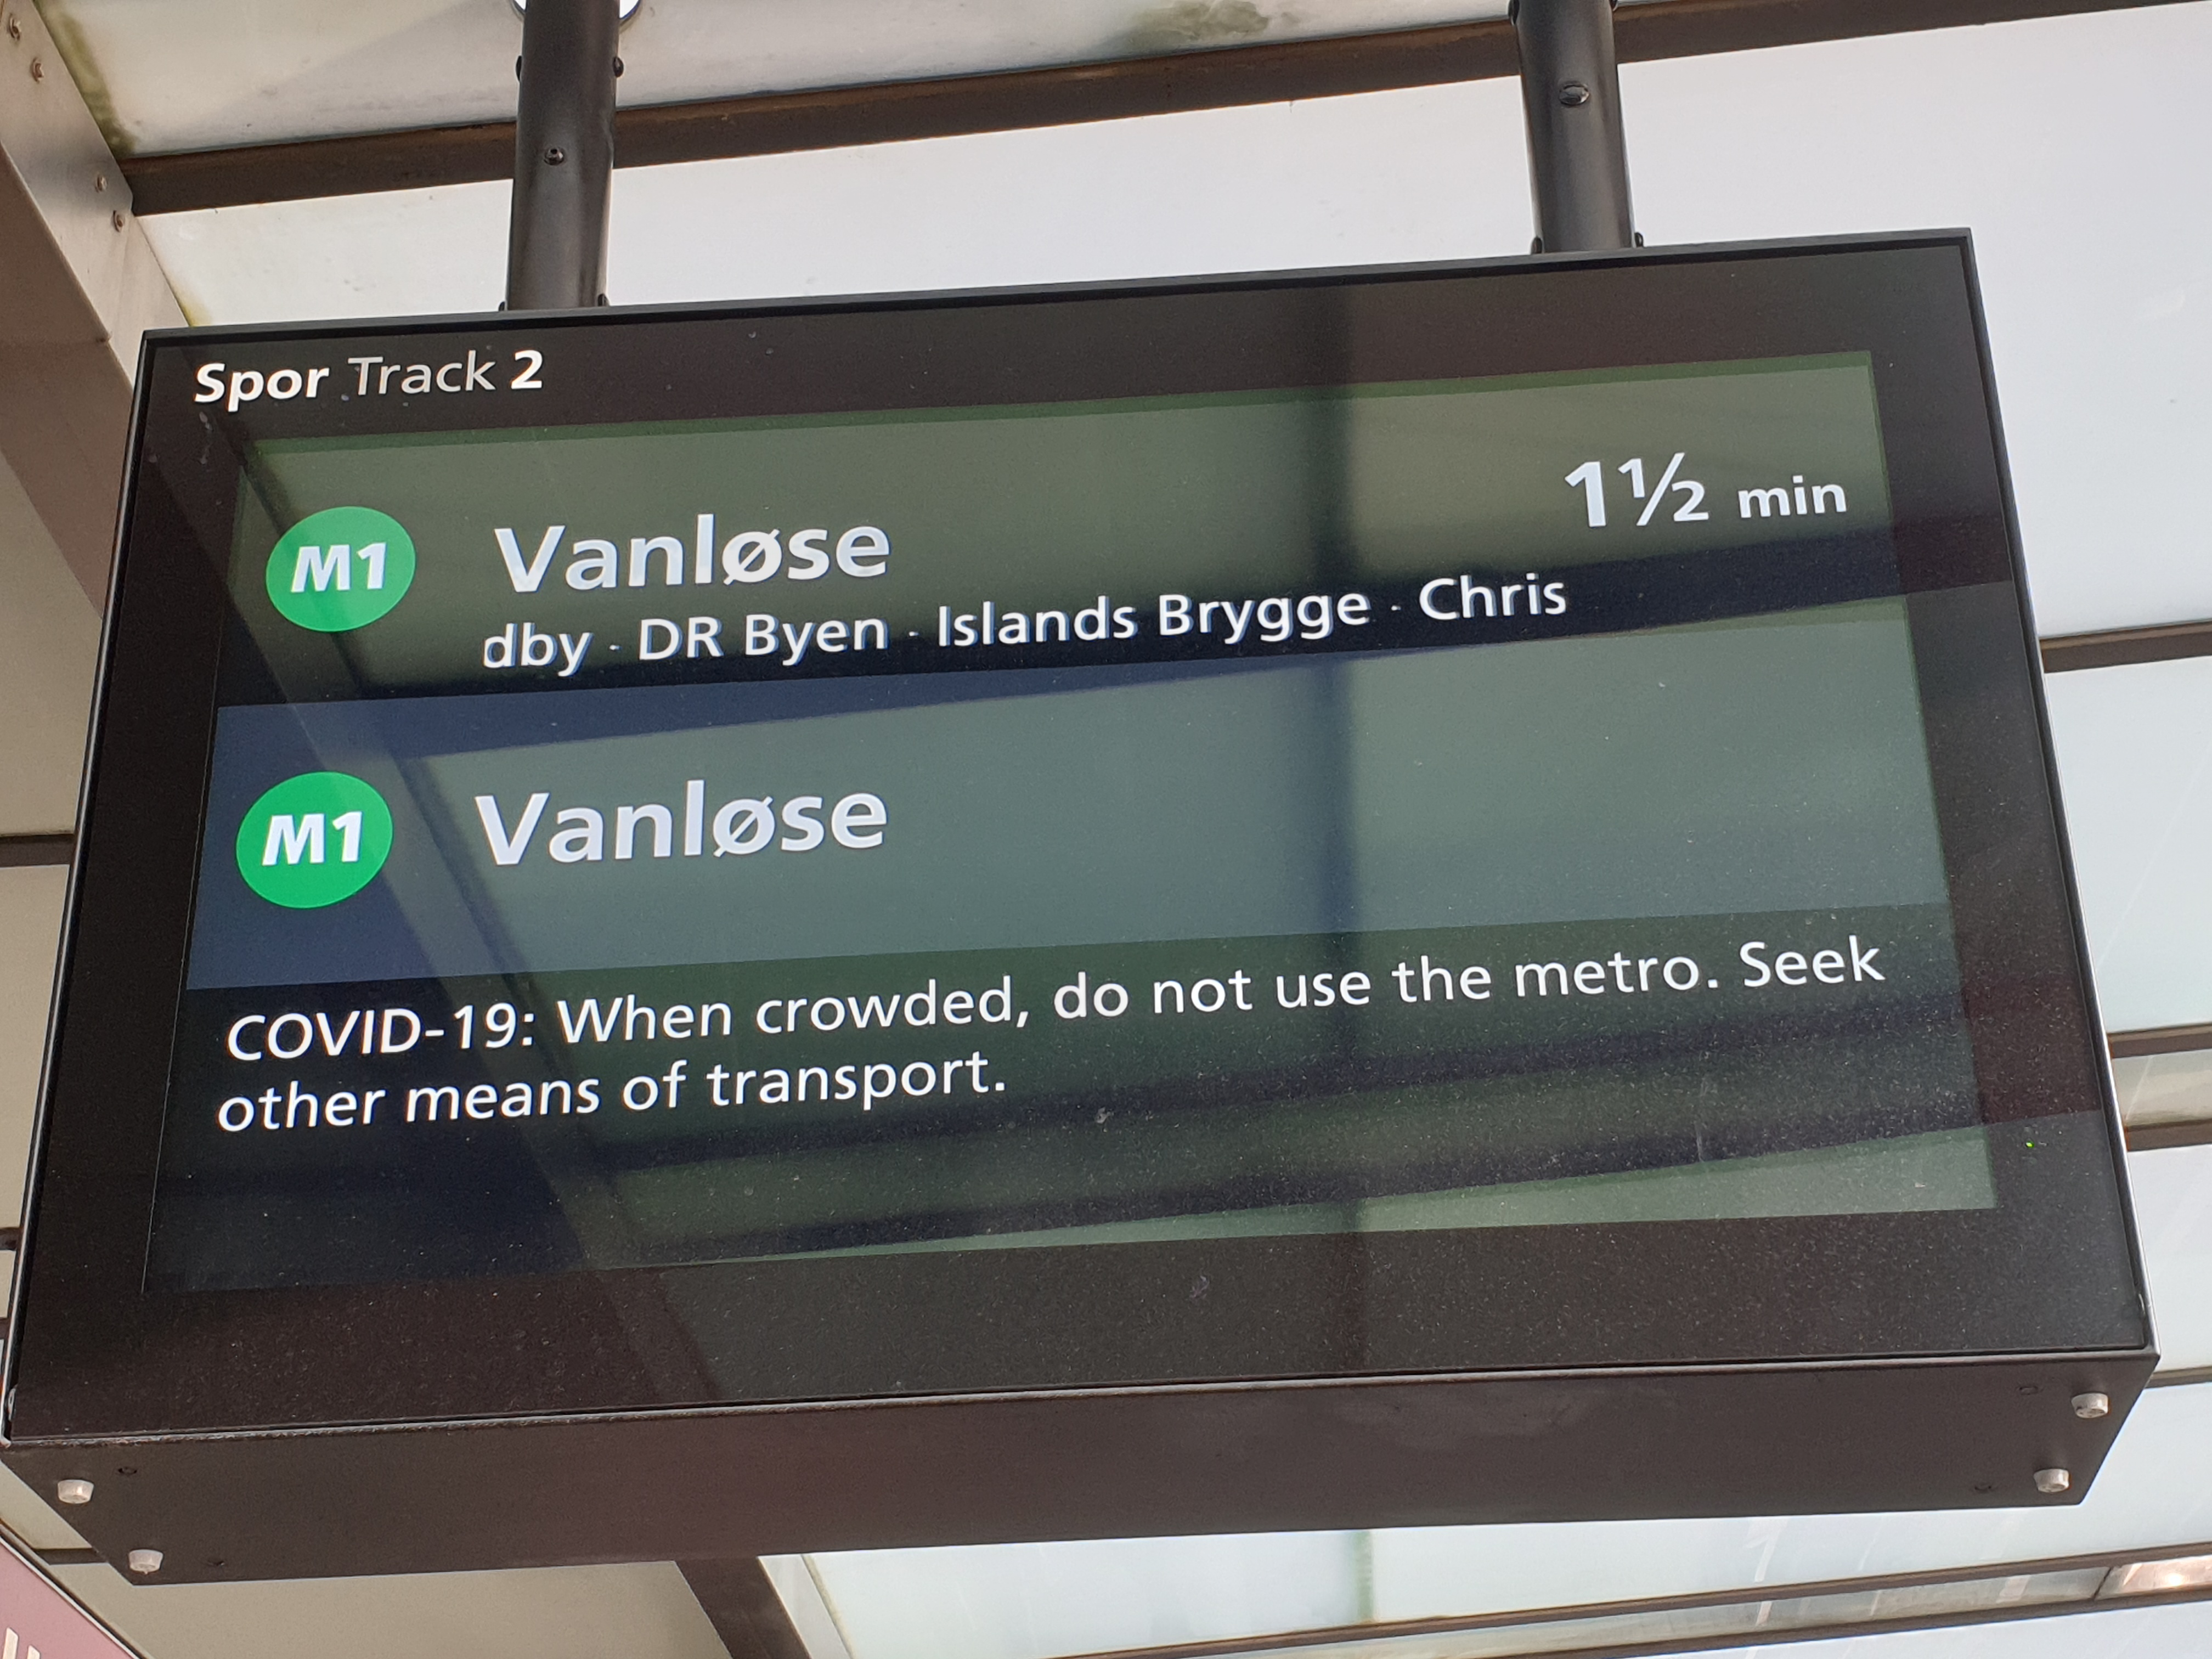 Spor Track 2
M1 Vanløse 1½ min
dby · DR Byen · Islands Brygge · Chris
M1 Vanløse
COVID-19: When crowded, do not use the metro. Seek
other means of transport.